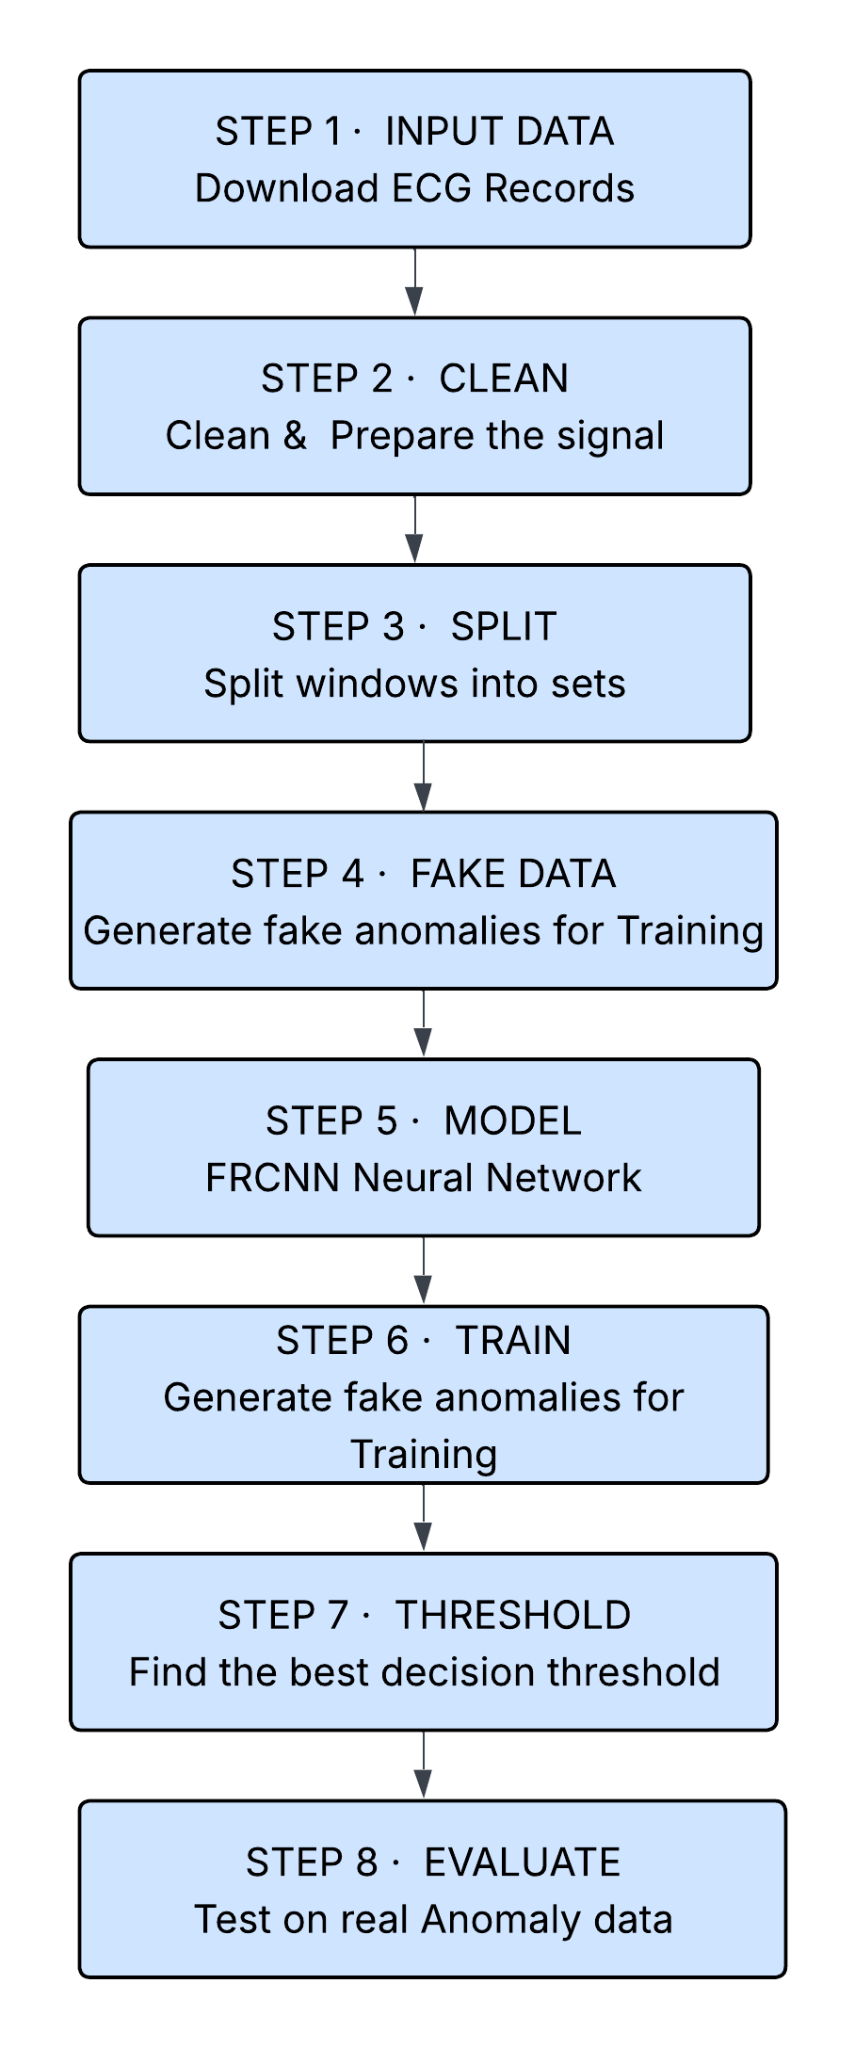 STEP 1 · INPUT DATA
Download ECG Records
STEP 2 · CLEAN
Clean & Prepare the signal
STEP 3 · SPLIT
Split windows into sets
STEP 4 · FAKE DATA
Generate fake anomalies for Training
STEP 5 · MODEL
FRCNN Neural Network
STEP 6 · TRAIN
Generate fake anomalies for
Training
STEP 7 · THRESHOLD
Find the best decision threshold
STEP 8 · EVALUATE
Test on real Anomaly data